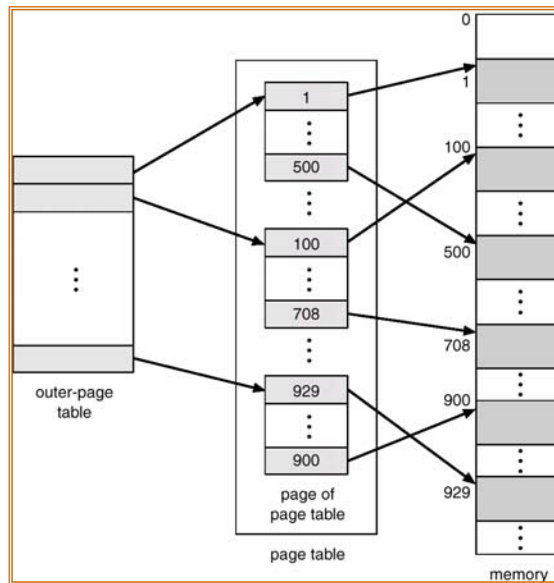 0
1
1
500
100
100
500
708
708
929
900
900
929
outer-page
table
page of
page table
page table
memory